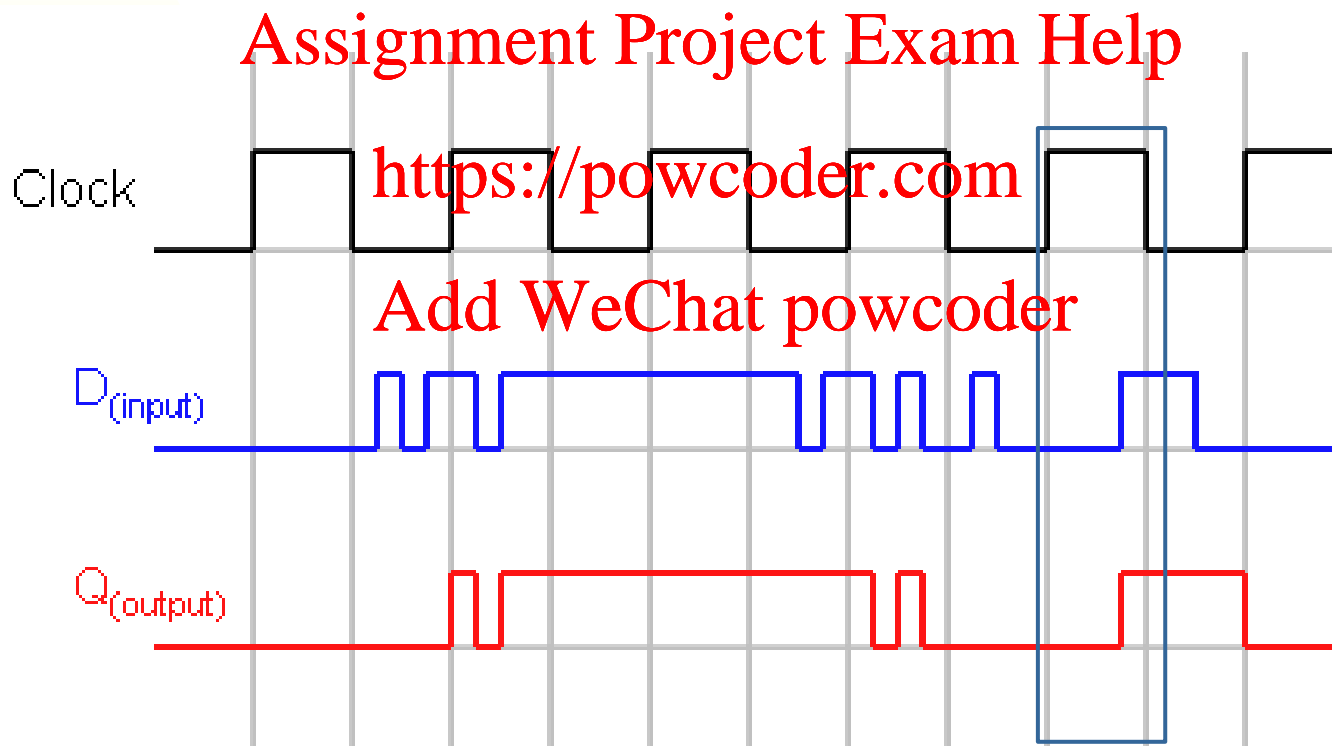 Assignment Project Exam Help
Clock
https://powcoder.com
Add WeChat powcoder
D(input)
Q(output)